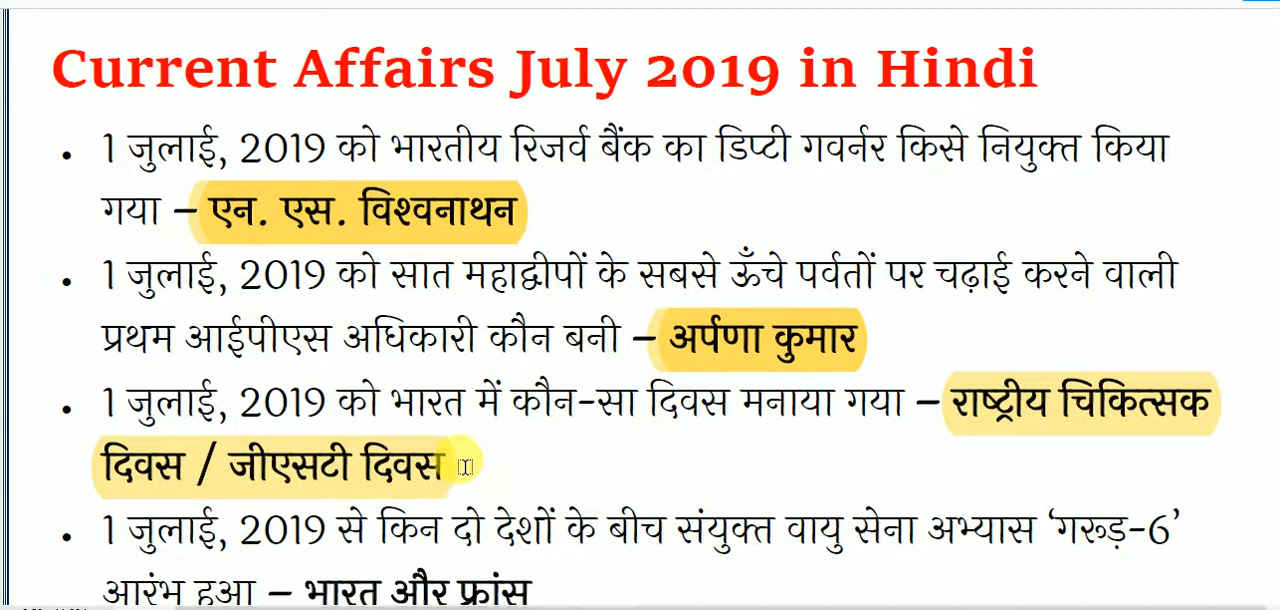 Current Affairs July 2019 in Hindi
• 1 जुलाई, 2019 को भारतीय रिजर्व बैंक का डिप्टी गवर्नर किसे नियुक्त किया
गया – एन. एस. विश्वनाथन
• 1 जुलाई, 2019 को सात महाद्वीपों के सबसे ऊँचे पर्वतों पर चढ़ाई करने वाली
प्रथम आईपीएस अधिकारी कौन बनी – अर्पणा कुमार
• 1 जुलाई, 2019 को भारत में कौन-सा दिवस मनाया गया – राष्ट्रीय चिकित्सक
दिवस / जीएसटी दिवस
• 1 जुलाई, 2019 से किन दो देशों के बीच संयुक्त वायु सेना अभ्यास ‘गरूड़-6’
आरंभ हुआ – भारत और फ्रांस